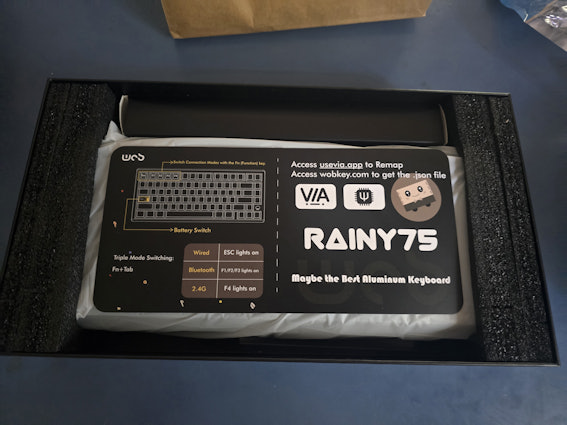 wob
Switch Connection Modes with the Fn (Function) key
Battery Switch
Triple Mode Switching:
Fn+Tab
Wired
ESC lights on
Bluetooth
F1/F2/F3 lights on
2.4G
F4 lights on
Access usevia.app to Remap
Access wobkey.com to get the .json file
VIA
RAINY75
Maybe the Best Aluminum Keyboard
wob